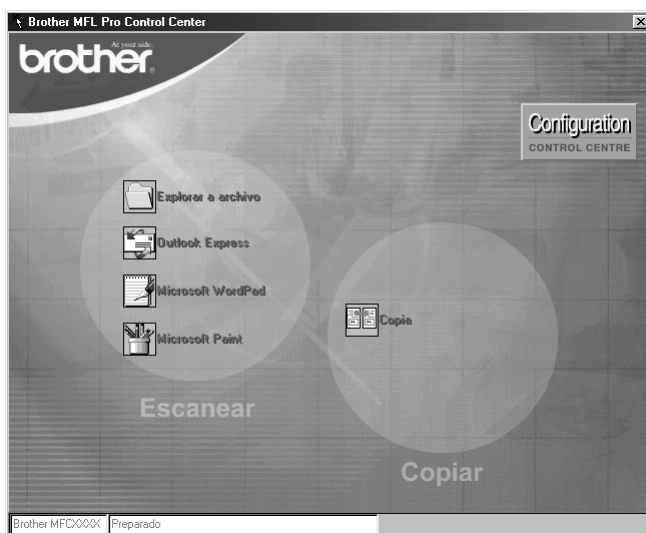 Brother MFL Pro Control Center
At your side.
brother®
Configuration
CONTROL CENTRE
Explorar a archivo
Outlook Express
Microsoft WordPad
Microsoft Paint
Escanear
Copia
Copiar
Brother MFCXXXX
Preparado